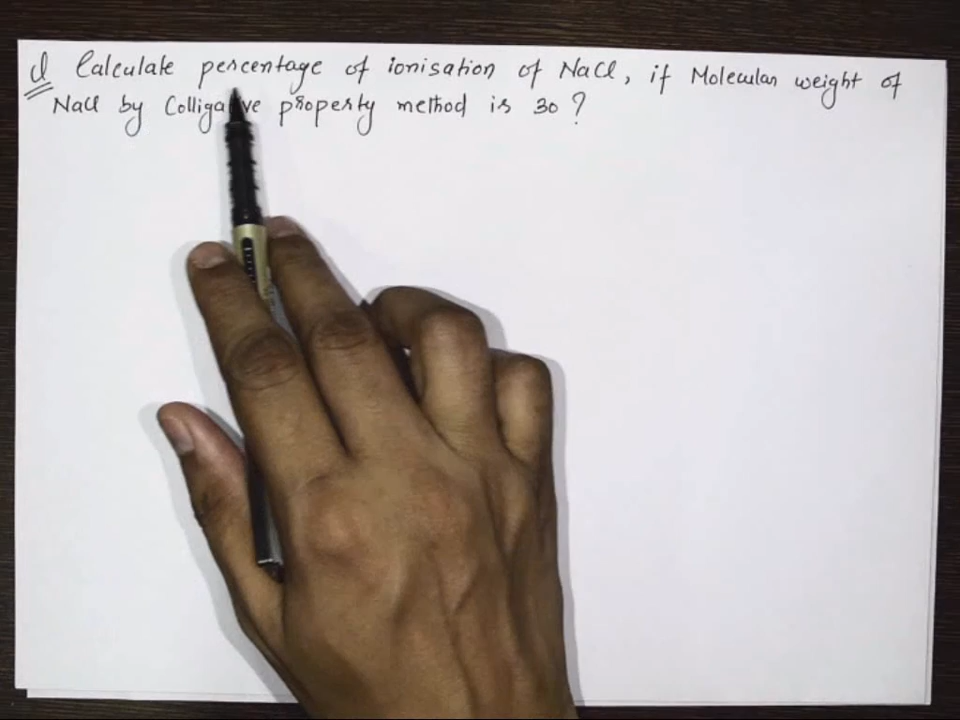 Q Calculate percentage of ionisation of NaCl, if Molecular weight of
NaCl by Colligative property method is 30 ?